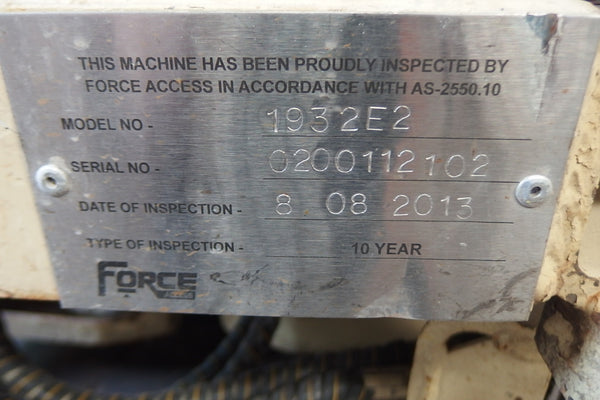 THIS MACHINE HAS BEEN PROUDLY INSPECTED BY
FORCE ACCESS IN ACCORDANCE WITH AS-2550.10
MODEL NO - 1932E2
SERIAL NO - 0200112102
DATE OF INSPECTION - 8 08 2013
TYPE OF INSPECTION - 10 YEAR
FORCE